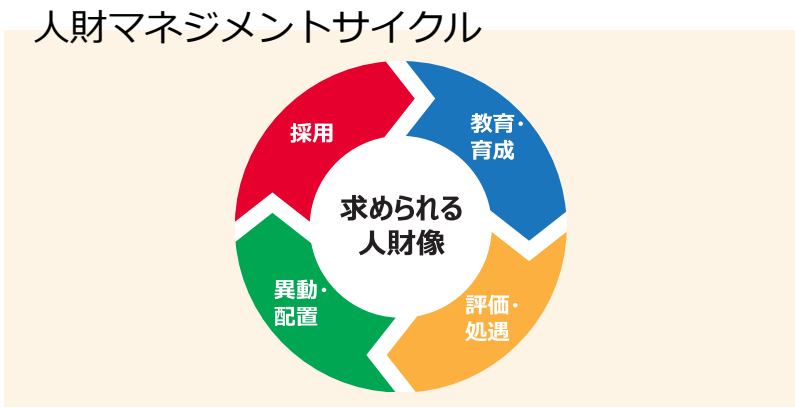 人財マネジメントサイクル
採用
教育・
育成
求められる
人財像
異動・
配置
評価・
処遇